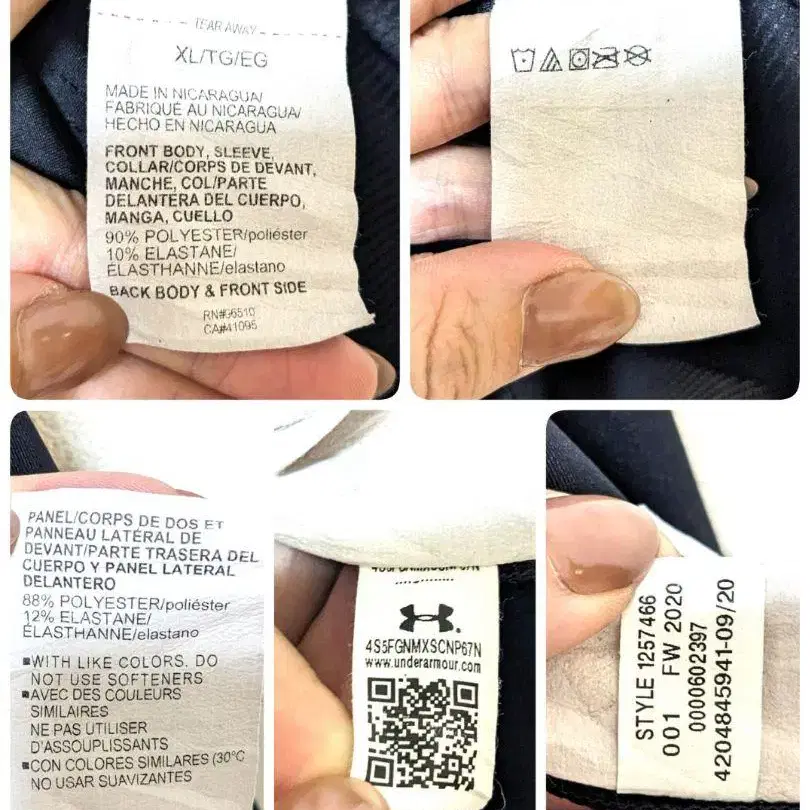 TEAR AWAY
XL/TG/EG
MADE IN NICARAGUA/
FABRIQUÉ AU NICARAGUA/
HECHO EN NICARAGUA
FRONT BODY, SLEEVE,
COLLAR/CORPS DE DEVANT,
MANCHE, COL/PARTE
DELANTERA DEL CUERPO,
MANGA, CUELLO
90% POLYESTER/poliéster
10% ELASTANE/
ÉLASTHANNE/elastano
BACK BODY & FRONT SIDE
RN#96510
CA#41095
PANEL/CORPS DE DOS ET
PANNEAU LATÉRAL DE
DEVANT/PARTE TRASERA DEL
CUERPO Y PANEL LATERAL
DELANTERO
88% POLYESTER/poliéster
12% ELASTANE/
ÉLASTHANNE/elastano
WITH LIKE COLORS. DO
NOT USE SOFTENERS
AVEC DES COULEURS
SIMILAIRES
NE PAS UTILISER
D'ASSOUPLISSANTS
CON COLORES SIMILARES (30°C
NO USAR SUAVIZANTES
4S5FGNMXSCNP67N
www.underarmour.com
STYLE 1257466
001 FW 2020
0000602397
4204845941-09/20